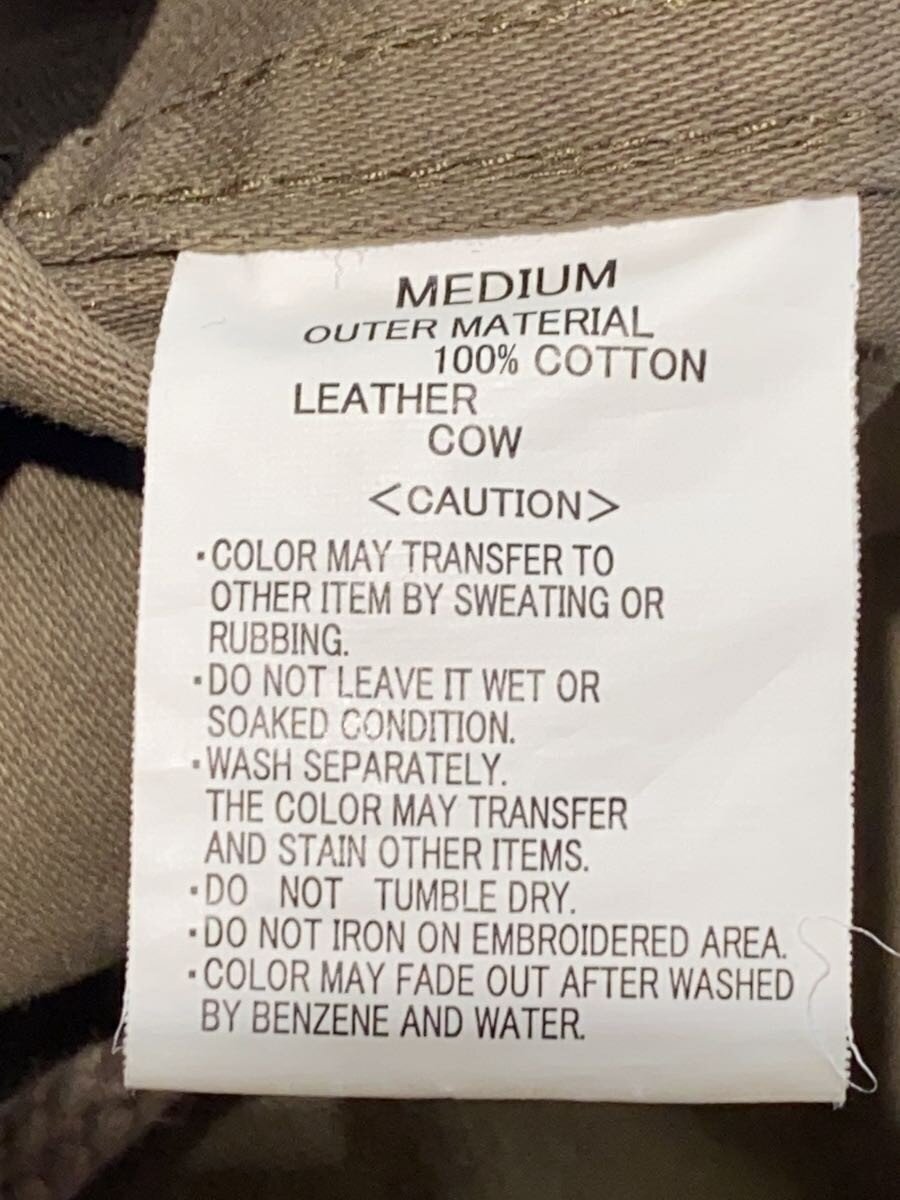 MEDIUM
OUTER MATERIAL
100% COTTON
LEATHER
COW
<CAUTION>
・COLOR MAY TRANSFER TO
OTHER ITEM BY SWEATING OR
RUBBING.
・DO NOT LEAVE IT WET OR
SOAKED CONDITION.
・WASH SEPARATELY.
THE COLOR MAY TRANSFER
AND STAIN OTHER ITEMS.
・DO NOT TUMBLE DRY.
・DO NOT IRON ON EMBROIDERED AREA.
・COLOR MAY FADE OUT AFTER WASHED
BY BENZENE AND WATER.